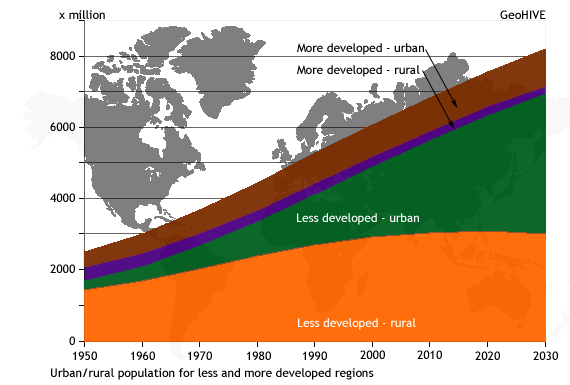 x million
GeoHIVE
8000
6000
4000
2000
0
More developed - urban
More developed - rural
Less developed - urban
Less developed - rural
1950 1960 1970 1980 1990 2000 2010 2020 2030
Urban/rural population for less and more developed regions